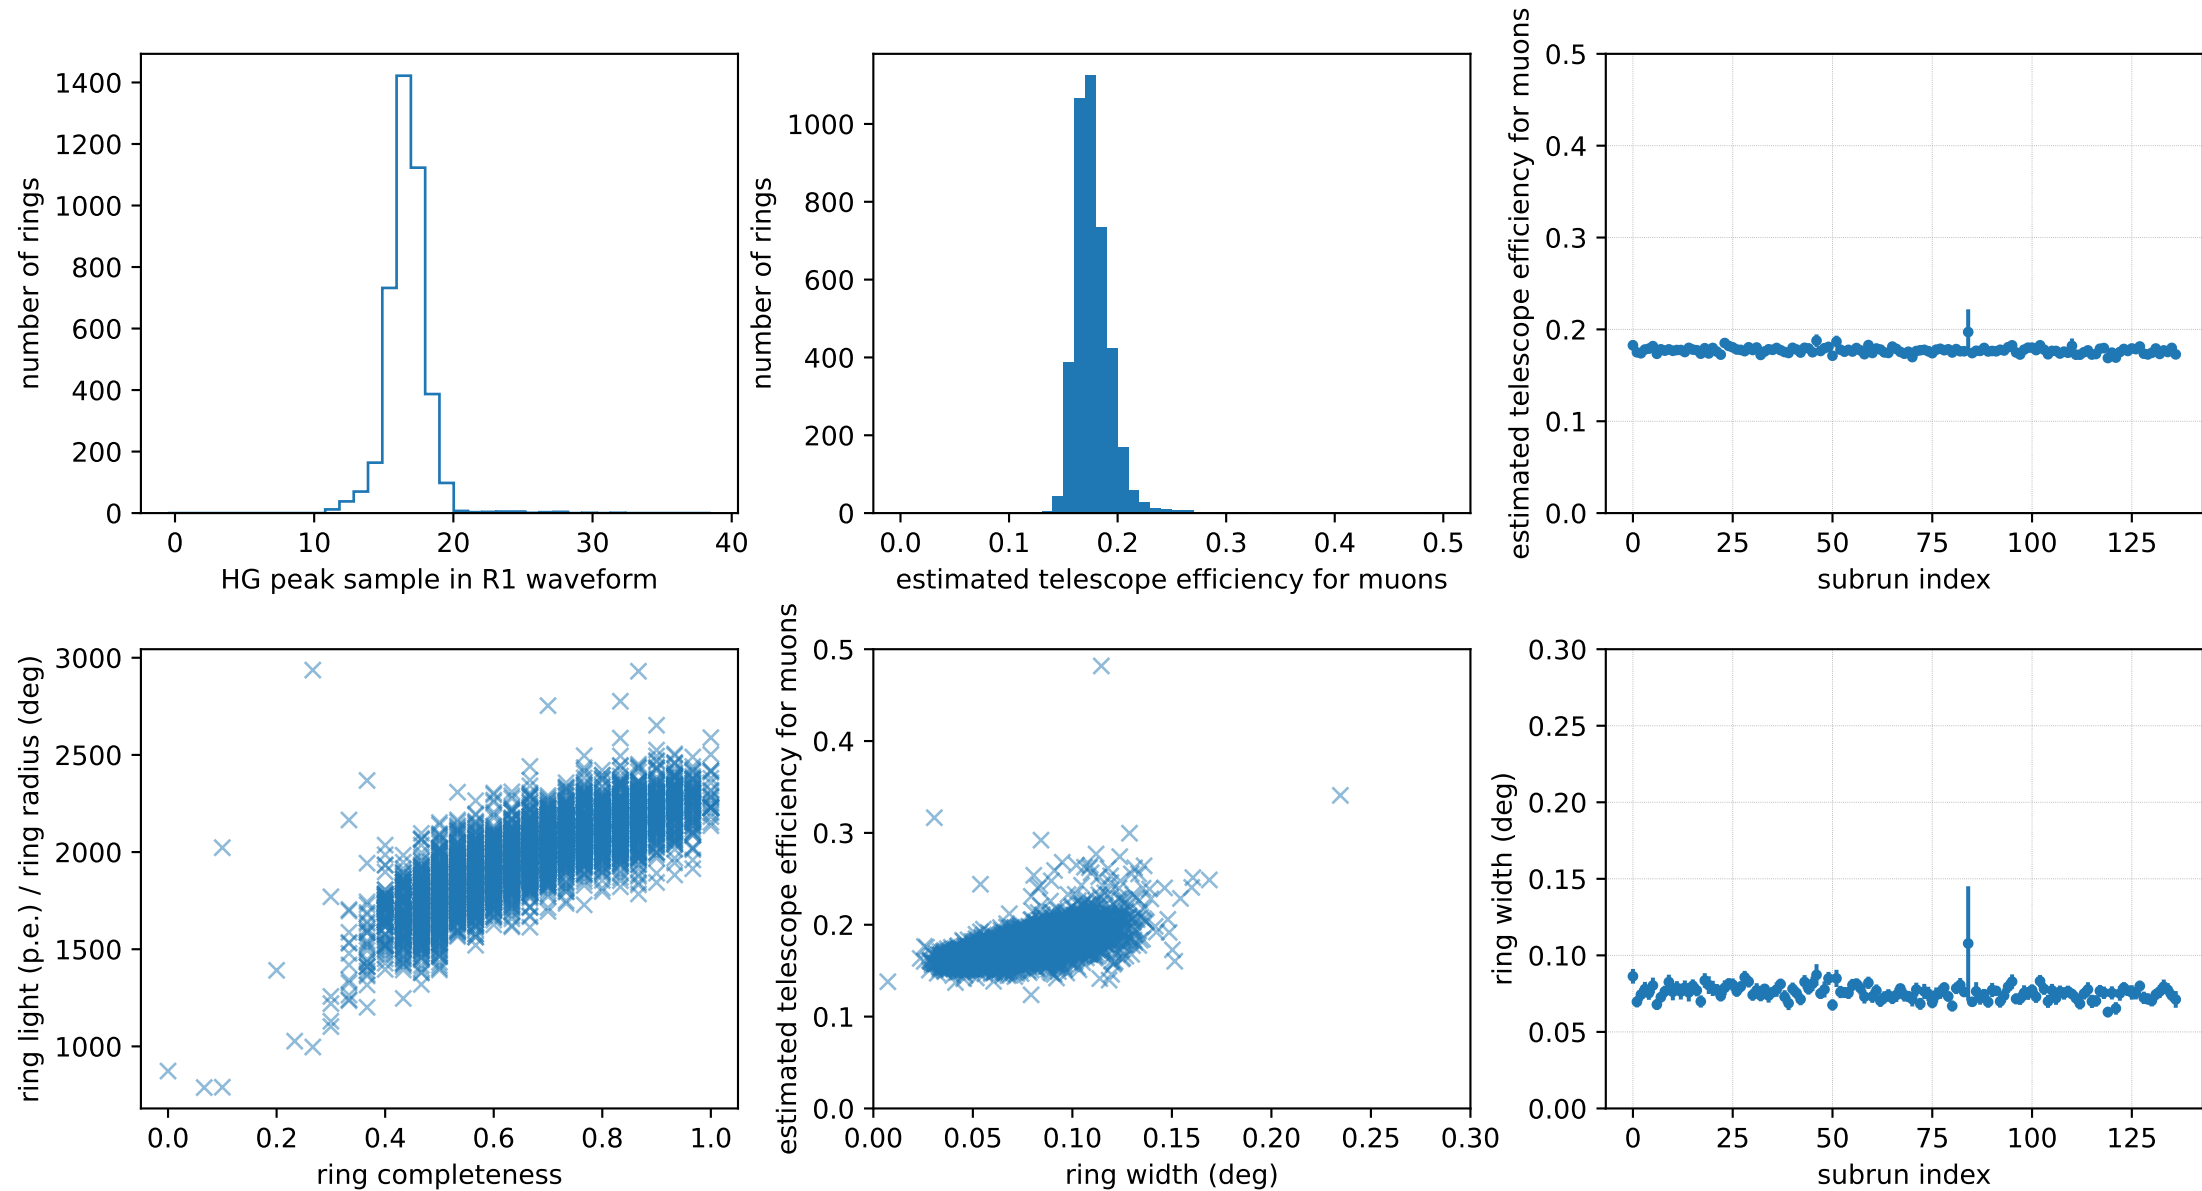 1400
1200
1000
800
600
400
200
0
number of rings
0 10 20 30 40
HG peak sample in R1 waveform
1000
800
600
400
200
0
number of rings
0.0 0.1 0.2 0.3 0.4 0.5
estimated telescope efficiency for muons
0.5
0.4
0.3
0.2
0.1
0.0
estimated telescope efficiency for muons
0 25 50 75 100 125
subrun index
3000
2500
2000
1500
1000
ring light (p.e.) / ring radius (deg)
0.0 0.2 0.4 0.6 0.8 1.0
ring completeness
0.5
0.4
0.3
0.2
0.1
0.0
estimated telescope efficiency for muons
0.00 0.05 0.10 0.15 0.20 0.25 0.30
ring width (deg)
0.30
0.25
0.20
0.15
0.10
0.05
0.00
ring width (deg)
0 25 50 75 100 125
subrun index